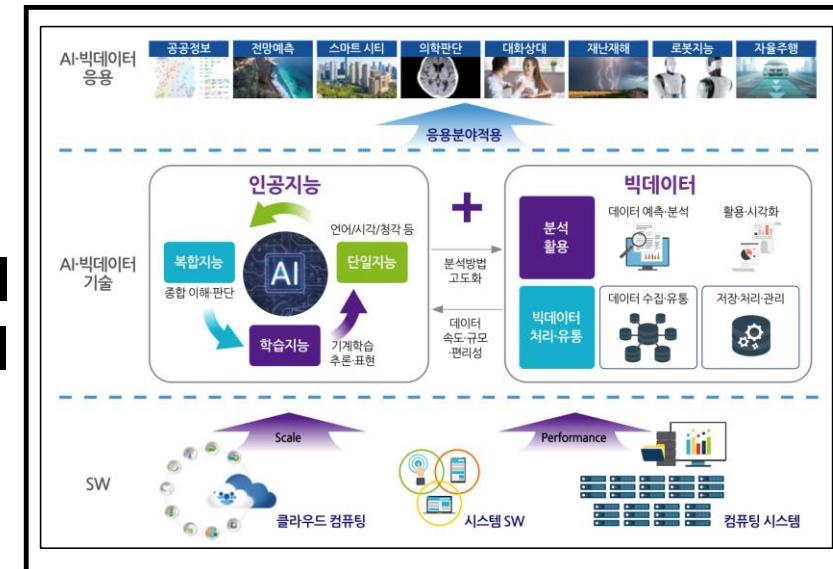 AI·빅데이터
응용
공공정보
전망예측
스마트 시티
의학판단
대화상대
재난재해
로봇지능
자율주행
응용분야적용
AI·빅데이터
기술
인공지능
언어/시각/청각 등
복합지능
종합 이해·판단
AI
단일지능
학습지능
기계학습
추론·표현
+
분석방법
고도화
데이터
속도·규모
·편리성
빅데이터
분석
활용
데이터 예측·분석
활용·시각화
빅데이터
처리·유통
데이터 수집·유통
저장·처리·관리
SW
Scale
Performance
클라우드 컴퓨팅
시스템 SW
컴퓨팅 시스템